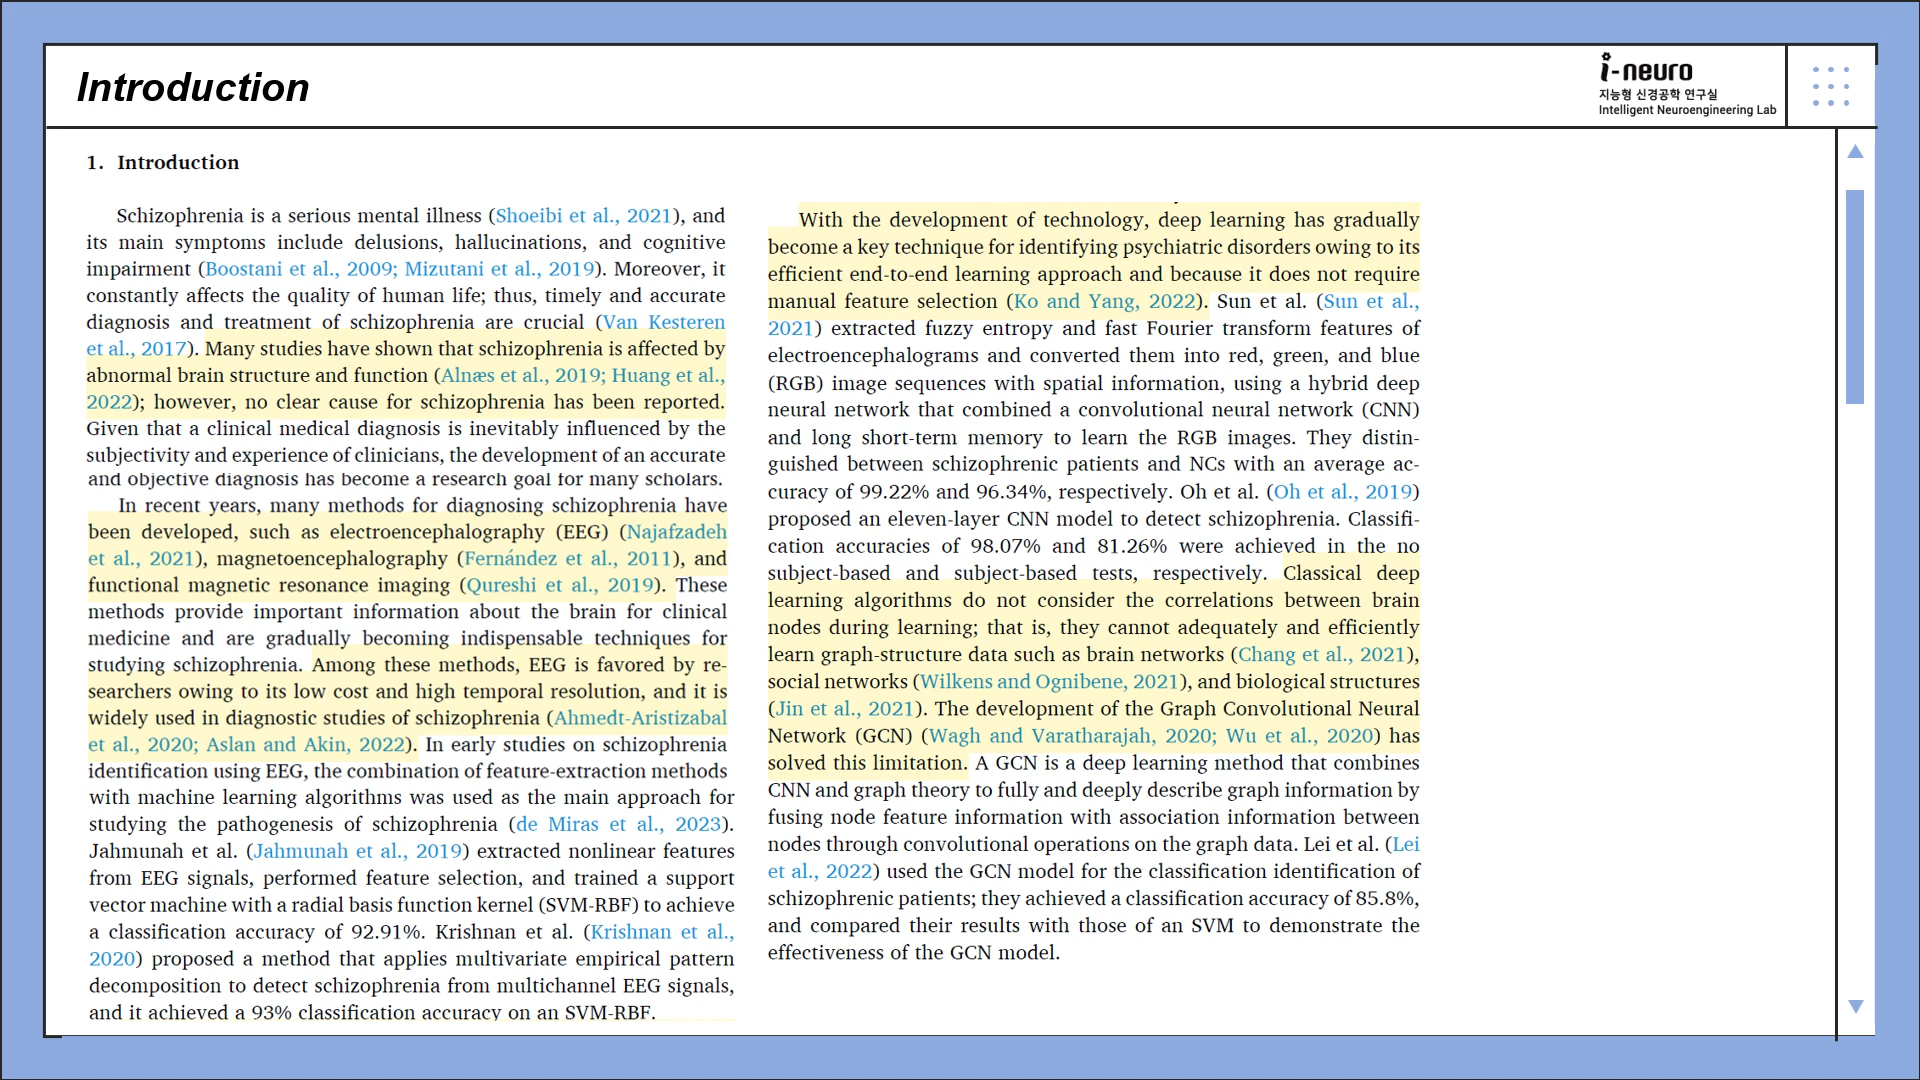 Introduction
i-neuro
지능형 신경공학 연구실
Intelligent Neuroengineering Lab
1. Introduction
Schizophrenia is a serious mental illness (Shoeibi et al., 2021), and
its main symptoms include delusions, hallucinations, and cognitive
impairment (Boostani et al., 2009; Mizutani et al., 2019). Moreover, it
constantly affects the quality of human life; thus, timely and accurate
diagnosis and treatment of schizophrenia are crucial (Van Kesteren
et al., 2017). Many studies have shown that schizophrenia is affected by
abnormal brain structure and function (Alnæs et al., 2019; Huang et al.,
2022); however, no clear cause for schizophrenia has been reported.
Given that a clinical medical diagnosis is inevitably influenced by the
subjectivity and experience of clinicians, the development of an accurate
and objective diagnosis has become a research goal for many scholars.
In recent years, many methods for diagnosing schizophrenia have
been developed, such as electroencephalography (EEG) (Najafzadeh
et al., 2021), magnetoencephalography (Fernández et al., 2011), and
functional magnetic resonance imaging (Qureshi et al., 2019). These
methods provide important information about the brain for clinical
medicine and are gradually becoming indispensable techniques for
studying schizophrenia. Among these methods, EEG is favored by re-
searchers owing to its low cost and high temporal resolution, and it is
widely used in diagnostic studies of schizophrenia (Ahmedt-Aristizabal
et al., 2020; Aslan and Akin, 2022). In early studies on schizophrenia
identification using EEG, the combination of feature-extraction methods
with machine learning algorithms was used as the main approach for
studying the pathogenesis of schizophrenia (de Miras et al., 2023).
Jahmunah et al. (Jahmunah et al., 2019) extracted nonlinear features
from EEG signals, performed feature selection, and trained a support
vector machine with a radial basis function kernel (SVM-RBF) to achieve
a classification accuracy of 92.91%. Krishnan et al. (Krishnan et al.,
2020) proposed a method that applies multivariate empirical pattern
decomposition to detect schizophrenia from multichannel EEG signals,
and it achieved a 93% classification accuracy on an SVM-RBF.
With the development of technology, deep learning has gradually
become a key technique for identifying psychiatric disorders owing to its
efficient end-to-end learning approach and because it does not require
manual feature selection (Ko and Yang, 2022). Sun et al. (Sun et al.,
2021) extracted fuzzy entropy and fast Fourier transform features of
electroencephalograms and converted them into red, green, and blue
(RGB) image sequences with spatial information, using a hybrid deep
neural network that combined a convolutional neural network (CNN)
and long short-term memory to learn the RGB images. They distin-
guished between schizophrenic patients and NCs with an average ac-
curacy of 99.22% and 96.34%, respectively. Oh et al. (Oh et al., 2019)
proposed an eleven-layer CNN model to detect schizophrenia. Classifi-
cation accuracies of 98.07% and 81.26% were achieved in the no
subject-based and subject-based tests, respectively. Classical deep
learning algorithms do not consider the correlations between brain
nodes during learning; that is, they cannot adequately and efficiently
learn graph-structure data such as brain networks (Chang et al., 2021),
social networks (Wilkens and Ognibene, 2021), and biological structures
(Jin et al., 2021). The development of the Graph Convolutional Neural
Network (GCN) (Wagh and Varatharajah, 2020; Wu et al., 2020) has
solved this limitation. A GCN is a deep learning method that combines
CNN and graph theory to fully and deeply describe graph information by
fusing node feature information with association information between
nodes through convolutional operations on the graph data. Lei et al. (Lei
et al., 2022) used the GCN model for the classification identification of
schizophrenic patients; they achieved a classification accuracy of 85.8%,
and compared their results with those of an SVM to demonstrate the
effectiveness of the GCN model.